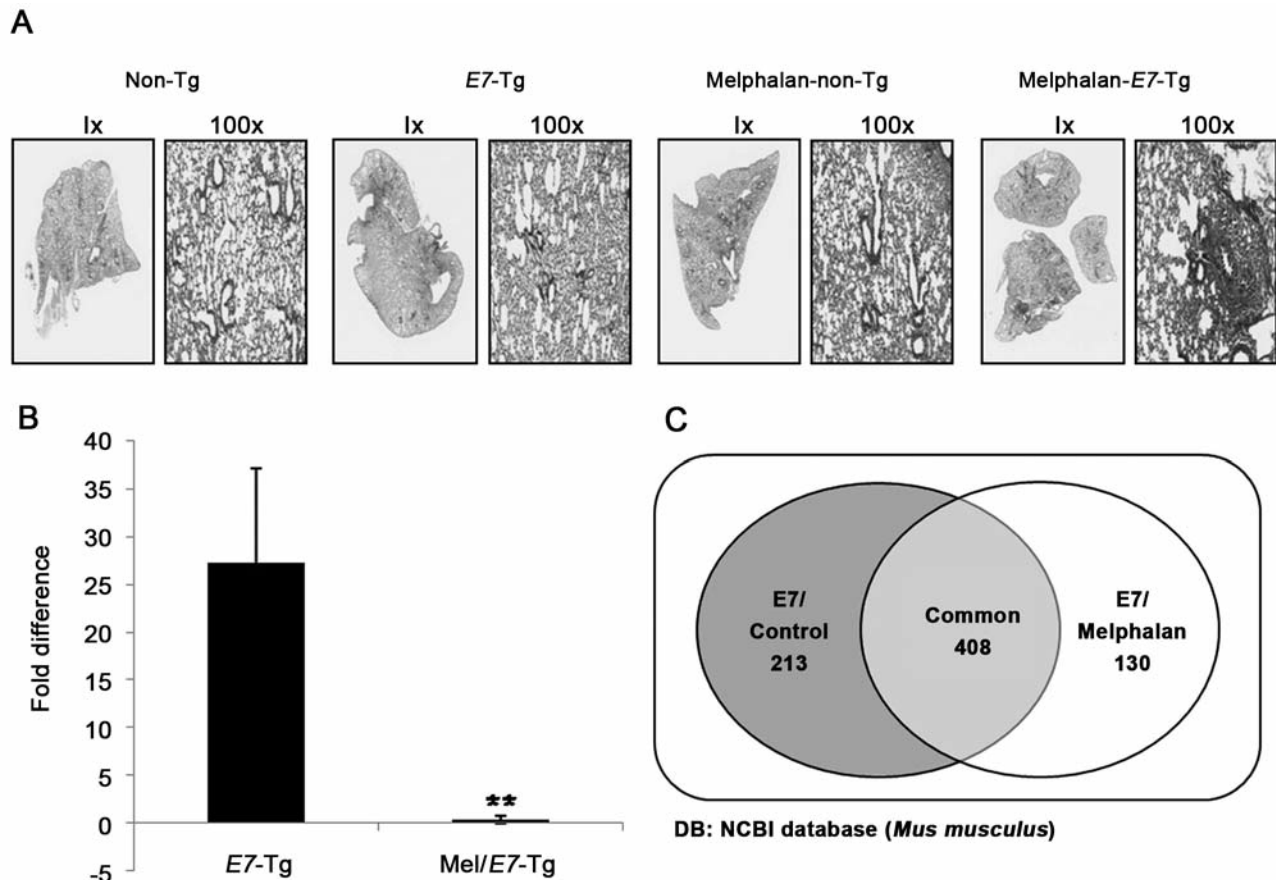 A
Non-Tg
E7-Tg
Melphalan-non-Tg
Melphalan-E7-Tg
Ix
100x
Ix
100x
Ix
100x
Ix
100x
B
40
35
30
25
20
15
10
5
0
-5
Fold difference
**
E7-Tg
Mel/E7-Tg
C
E7/
Control
213
Common
408
E7/
Melphalan
130
DB: NCBI database (Mus musculus)